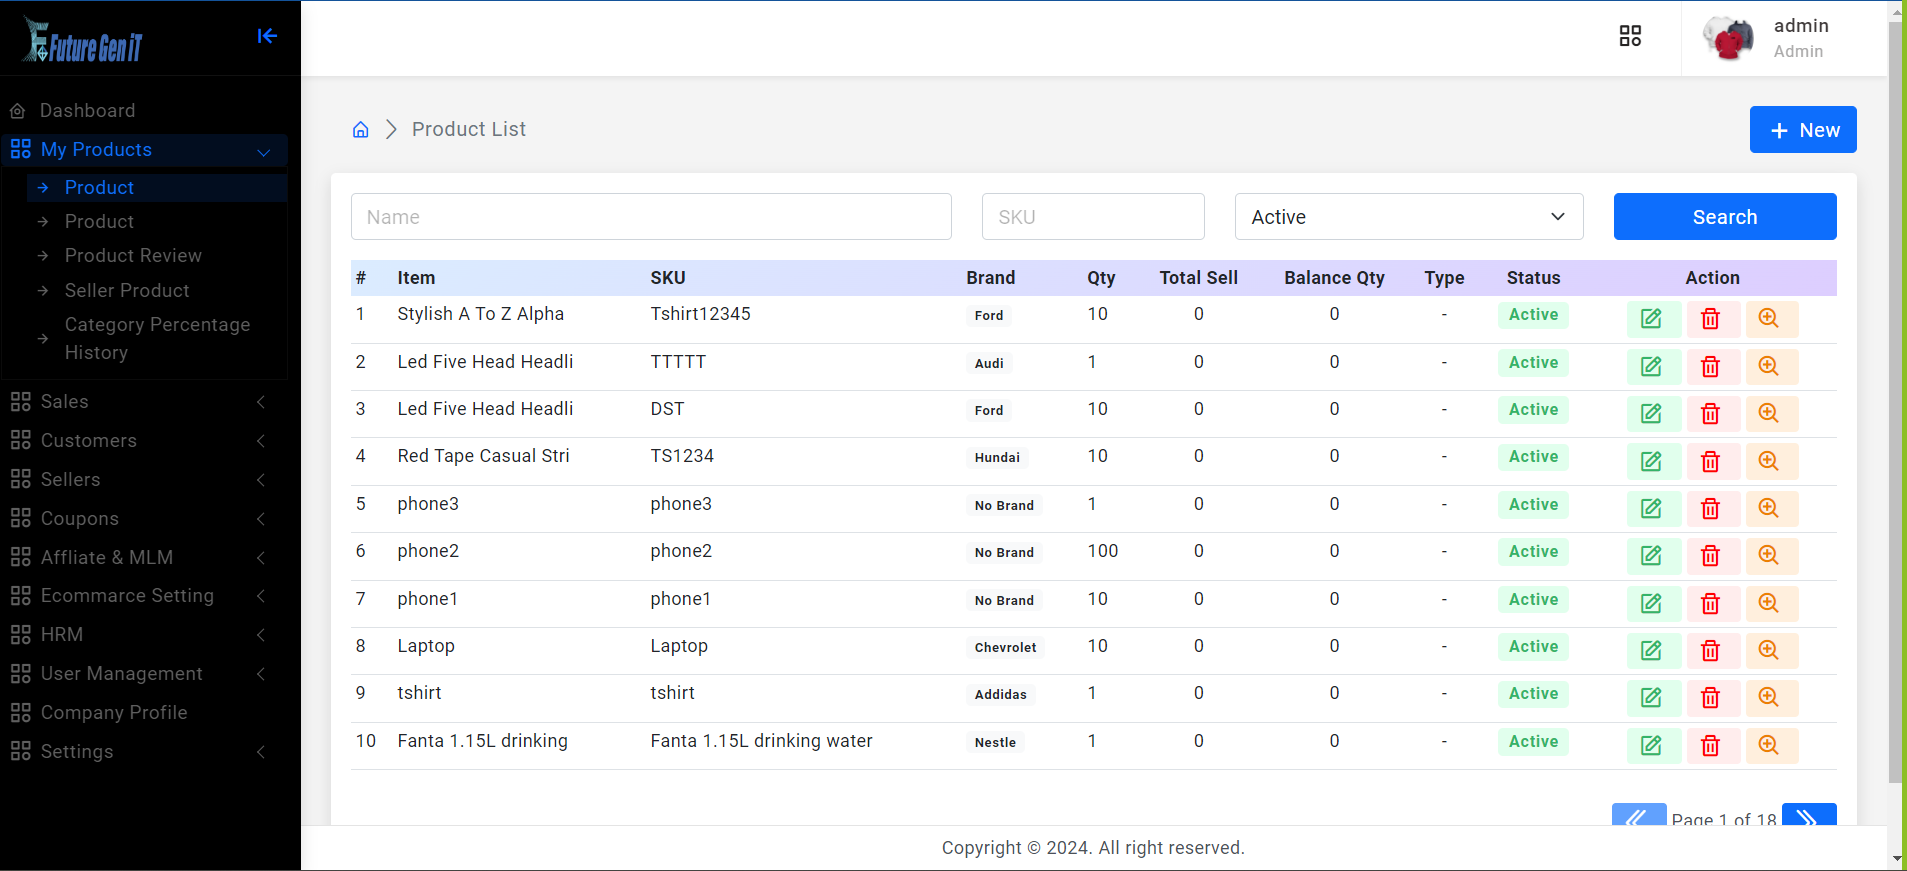 Future Gen iT
admin
Admin
Dashboard
My Products
Product
Product
Product Review
Seller Product
Category Percentage
History
Sales
Customers
Sellers
Coupons
Affliate & MLM
Ecommarce Setting
HRM
User Management
Company Profile
Settings
Product List
+ New
Name SKU Active Search
# Item SKU Brand Qty Total Sell Balance Qty Type Status Action
1 Stylish A To Z Alpha Tshirt12345 Ford 10 0 0 - Active
2 Led Five Head Headli TTTTT Audi 1 0 0 - Active
3 Led Five Head Headli DST Ford 10 0 0 - Active
4 Red Tape Casual Stri TS1234 Hundai 10 0 0 - Active
5 phone3 phone3 No Brand 1 0 0 - Active
6 phone2 phone2 No Brand 100 0 0 - Active
7 phone1 phone1 No Brand 10 0 0 - Active
8 Laptop Laptop Chevrolet 10 0 0 - Active
9 tshirt tshirt Addidas 1 0 0 - Active
10 Fanta 1.15L drinking Fanta 1.15L drinking water Nestle 1 0 0 - Active
Page 1 of 18
Copyright © 2024. All right reserved.